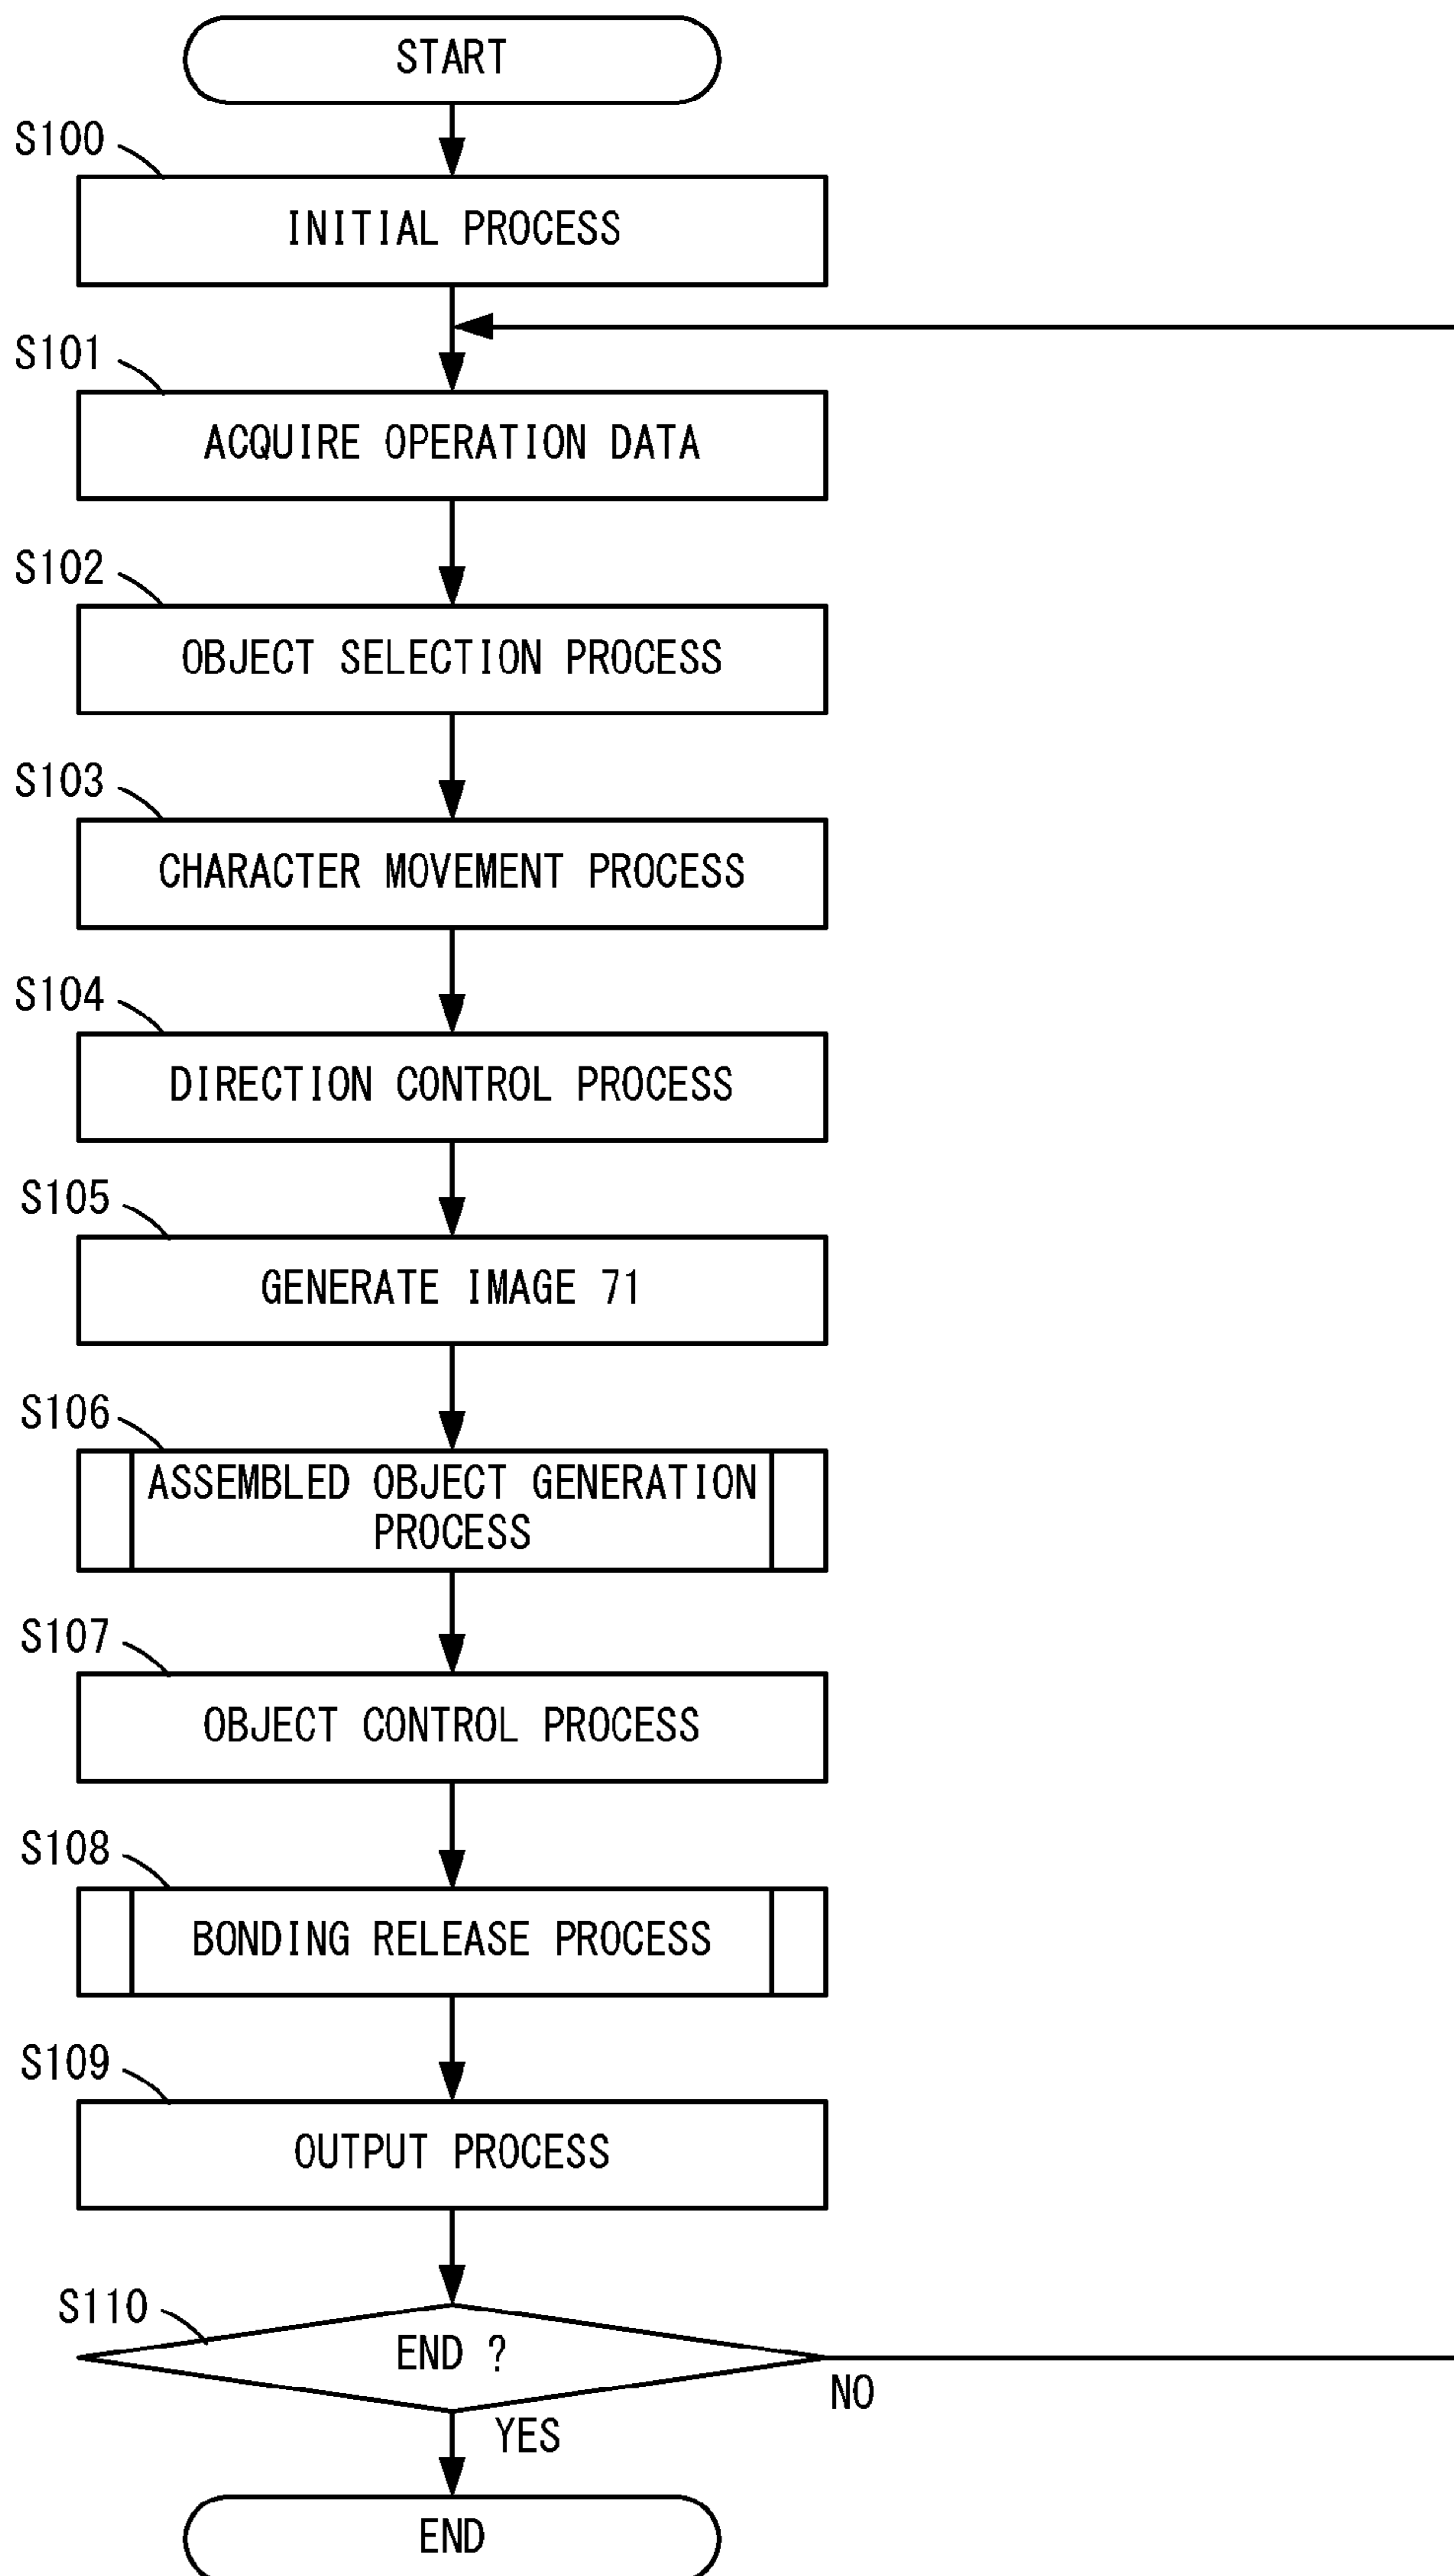 START
S100
INITIAL PROCESS
S101
ACQUIRE OPERATION DATA
S102
OBJECT SELECTION PROCESS
S103
CHARACTER MOVEMENT PROCESS
S104
DIRECTION CONTROL PROCESS
S105
GENERATE IMAGE 71
S106
ASSEMBLED OBJECT GENERATION
PROCESS
S107
OBJECT CONTROL PROCESS
S108
BONDING RELEASE PROCESS
S109
OUTPUT PROCESS
S110
END ?
NO
YES
END